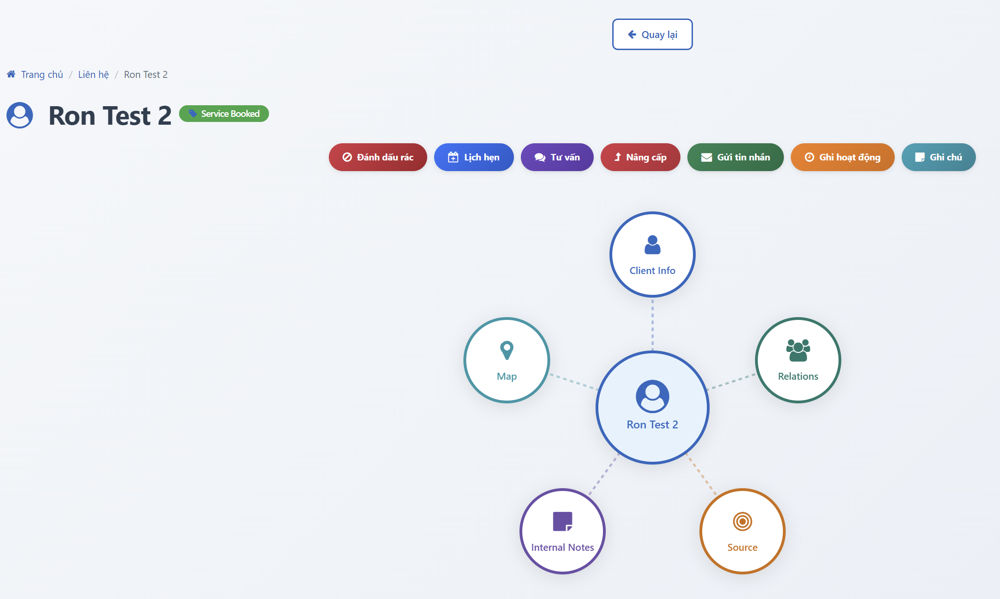 Quay lại
Trang chủ / Liên hệ / Ron Test 2
Ron Test 2 Service Booked
Đánh dấu rác Lịch hẹn Tư vấn Nâng cấp Gửi tin nhắn Ghi hoạt động Ghi chú
Client Info
Map
Relations
Ron Test 2
Internal Notes
Source